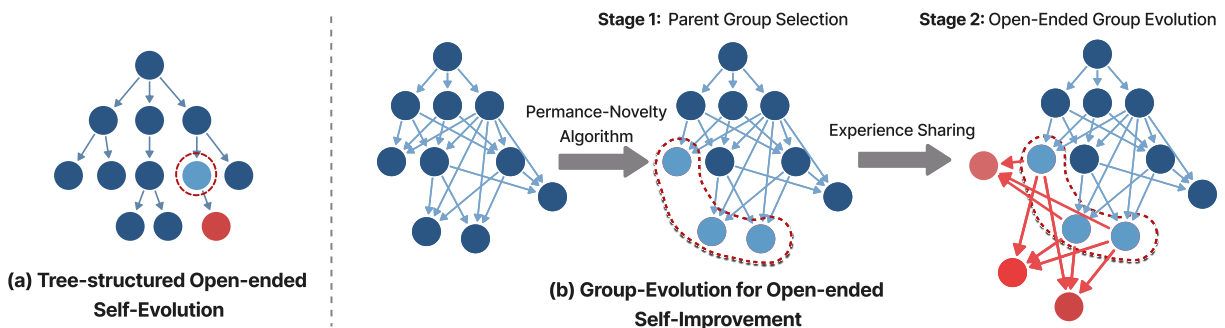 Stage 1: Parent Group Selection
Stage 2: Open-Ended Group Evolution
Permance-Novelty
Algorithm
Experience Sharing
(a) Tree-structured Open-ended
Self-Evolution
(b) Group-Evolution for Open-ended
Self-Improvement